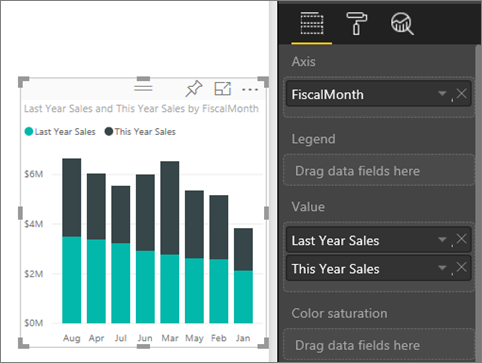 Last Year Sales and This Year Sales by FiscalMonth
Last Year Sales This Year Sales
$6M
$4M
$2M
$0M
Aug Apr Jul Jun Mar May Feb Jan
Axis
FiscalMonth
Legend
Drag data fields here
Value
Last Year Sales
This Year Sales
Color saturation
Drag data fields here